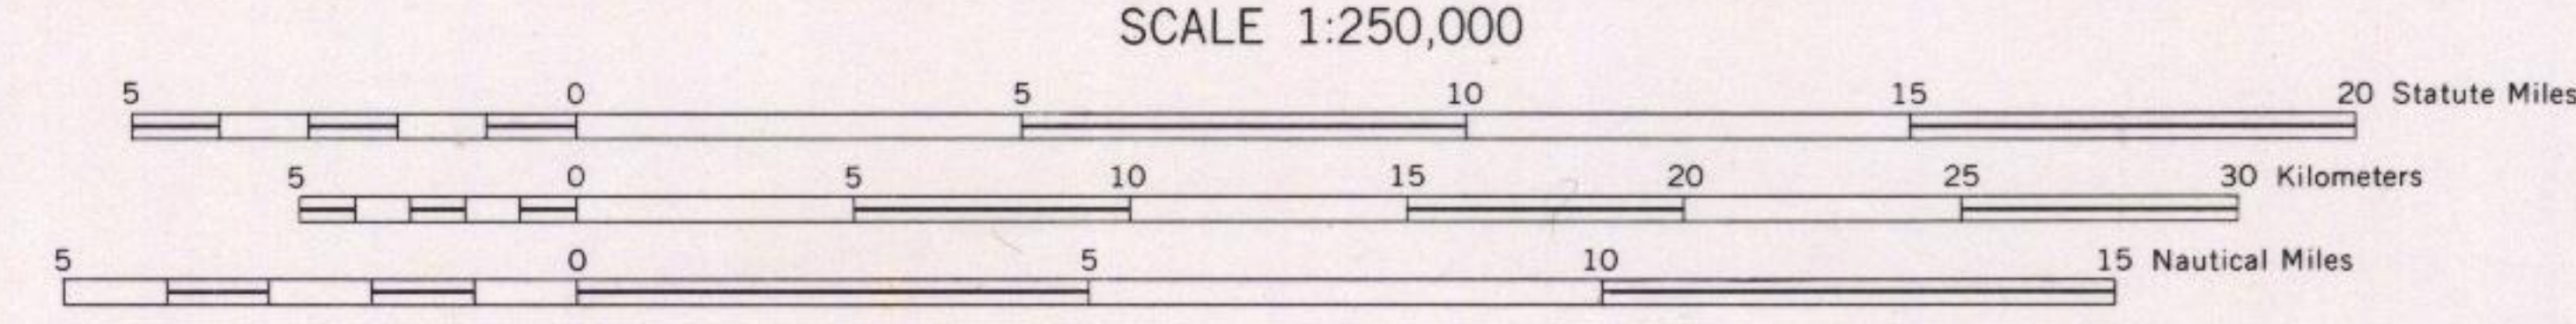 SCALE 1:250,000
5 0 5 10 15 20 Statute Miles
5 0 5 10 15 20 25 30 Kilometers
5 0 5 10 15 Nautical Miles